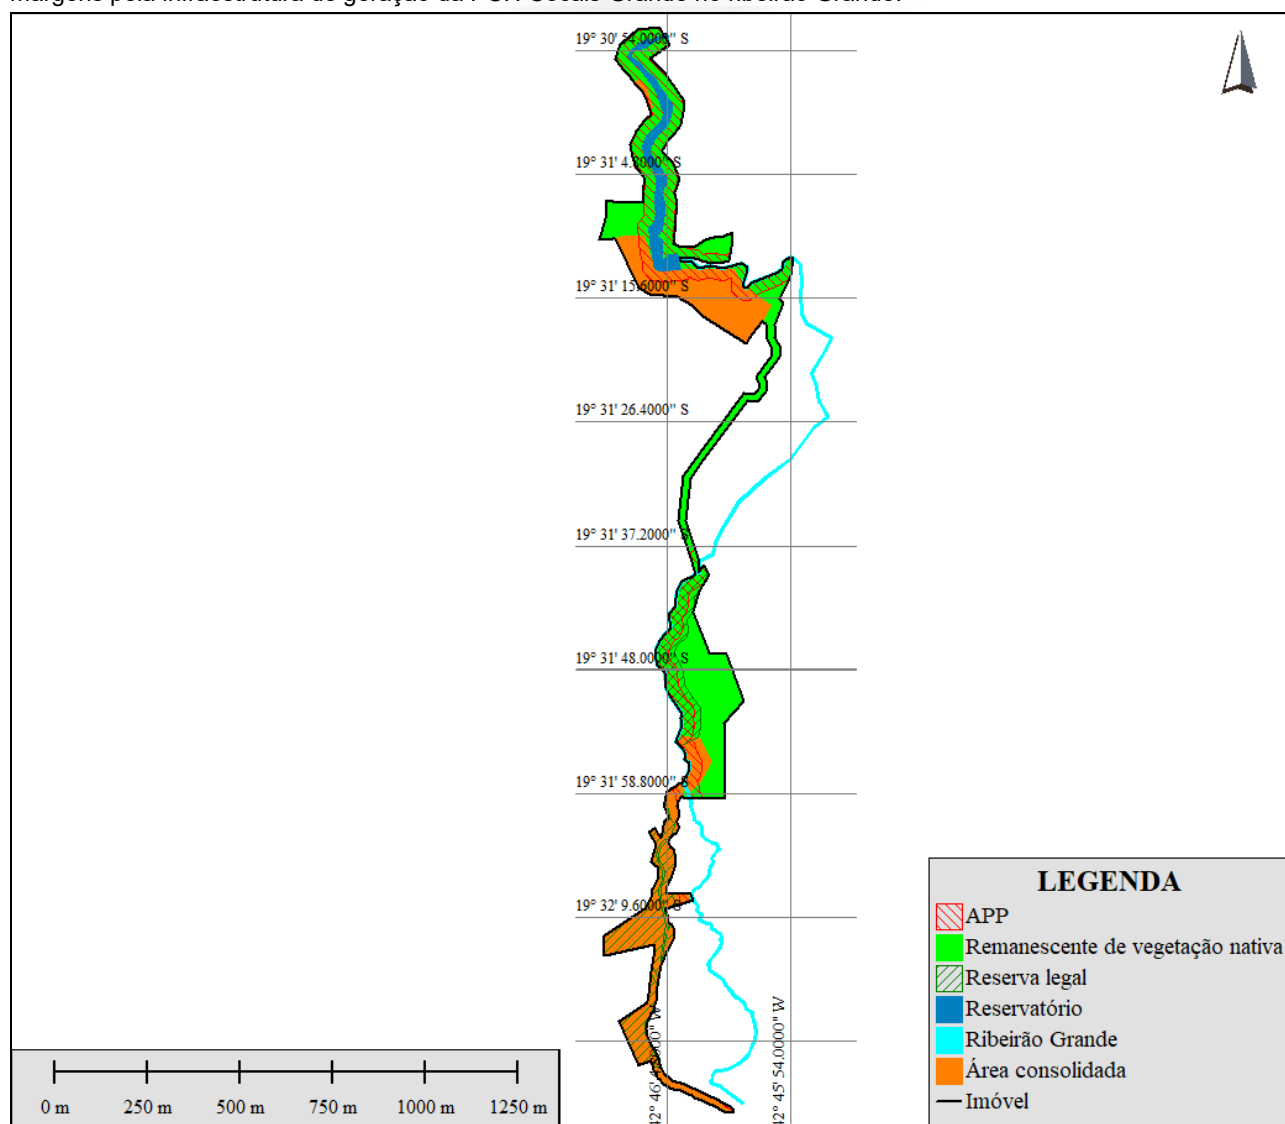 19° 30' 54.0000" S
19° 31' 4.8000" S
19° 31' 15.6000" S
19° 31' 26.4000" S
19° 31' 37.2000" S
19° 31' 48.0000" S
19° 31' 58.8000" S
19° 32' 9.6000" S
42° 45' 54.0000" W
LEGENDA
APP
Remanescente de vegetação nativa
Reserva legal
Reservatório
Ribeirão Grande
Área consolidada
Imóvel
0 m 250 m 500 m 750 m 1000 m 1250 m